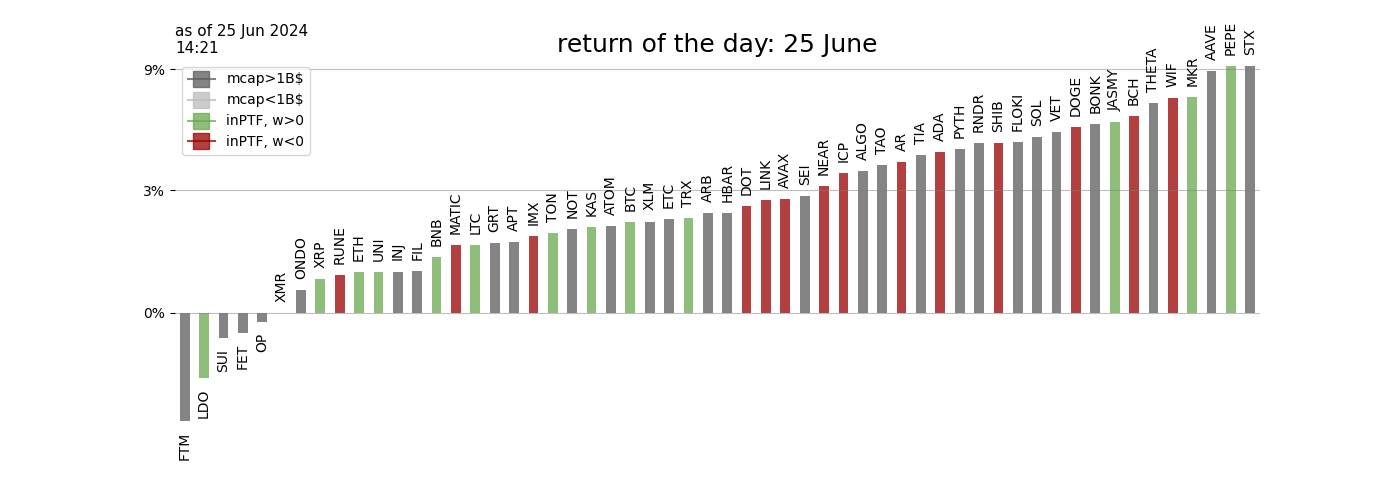 as of 25 Jun 2024
14:21
return of the day: 25 June
9%
3%
0%
mcap>1B$
mcap<1B$
inPTF, w>0
inPTF, w<0
FTM
LDO
SUI
FET
OP
XMR
ONDO
XRP
RUNE
ETH
UNI
INJ
FIL
BNB
MATIC
LTC
GRT
APT
IMX
TON
NOT
KAS
ATOM
BTC
XLM
ETC
TRX
ARB
HBAR
DOT
LINK
AVAX
SEI
NEAR
ICP
ALGO
TAO
AR
TIA
ADA
PYTH
RNDR
SHIB
FLOKI
SOL
VET
DOGE
BONK
JASMY
BCH
THETA
WIF
MKR
AAVE
PEPE
STX